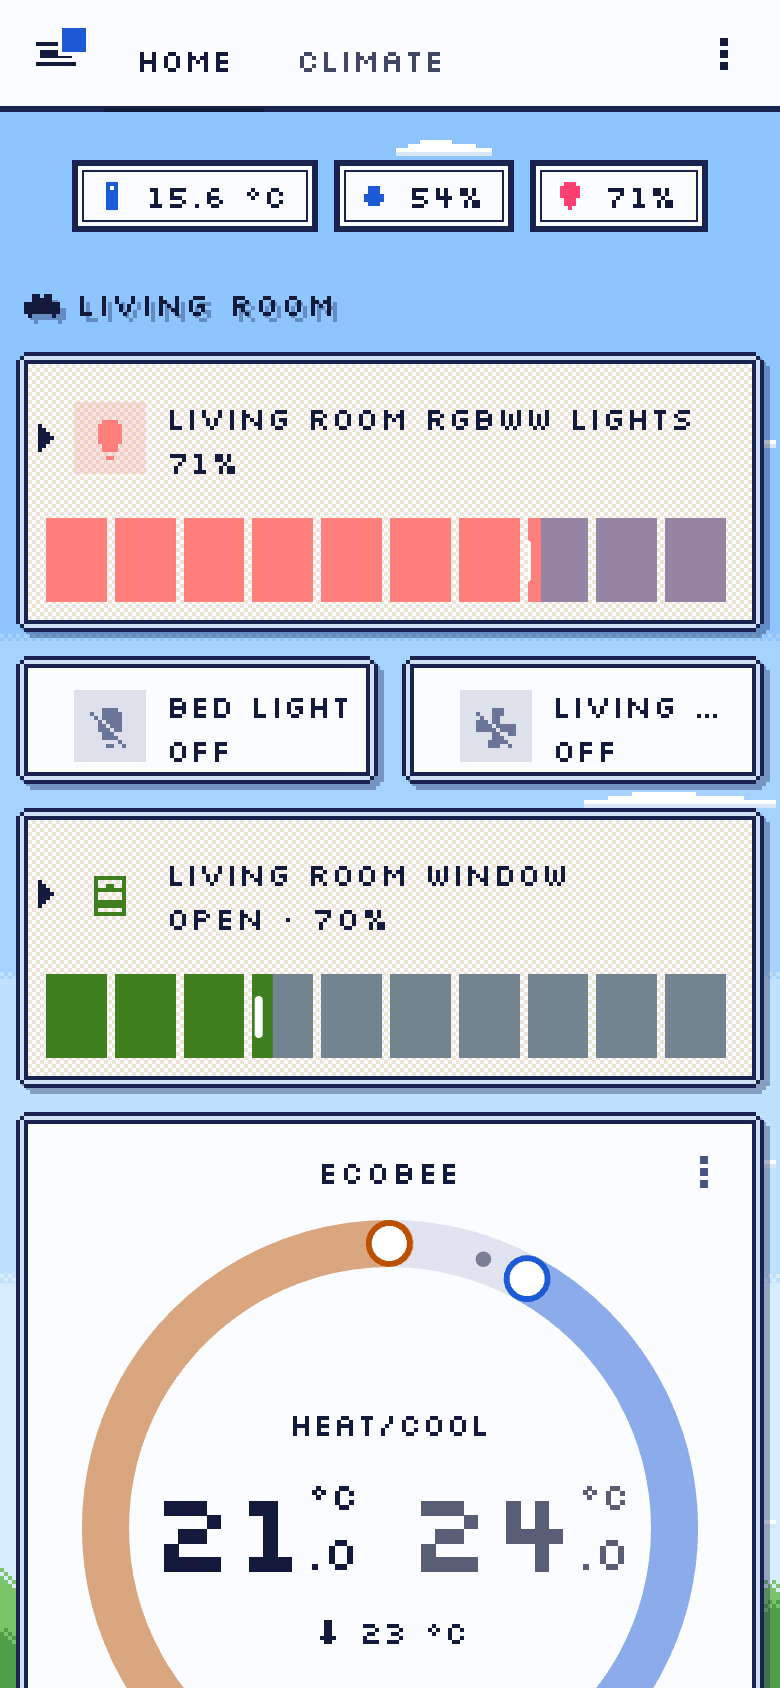 HOME CLIMATE
15.6 °C 54% 71%
LIVING ROOM
LIVING ROOM RGBWW LIGHTS
71%
BED LIGHT
OFF
LIVING ...
OFF
LIVING ROOM WINDOW
OPEN · 70%
ECOBEE
HEAT/COOL
21.0 °C 24.0 °C
23 °C